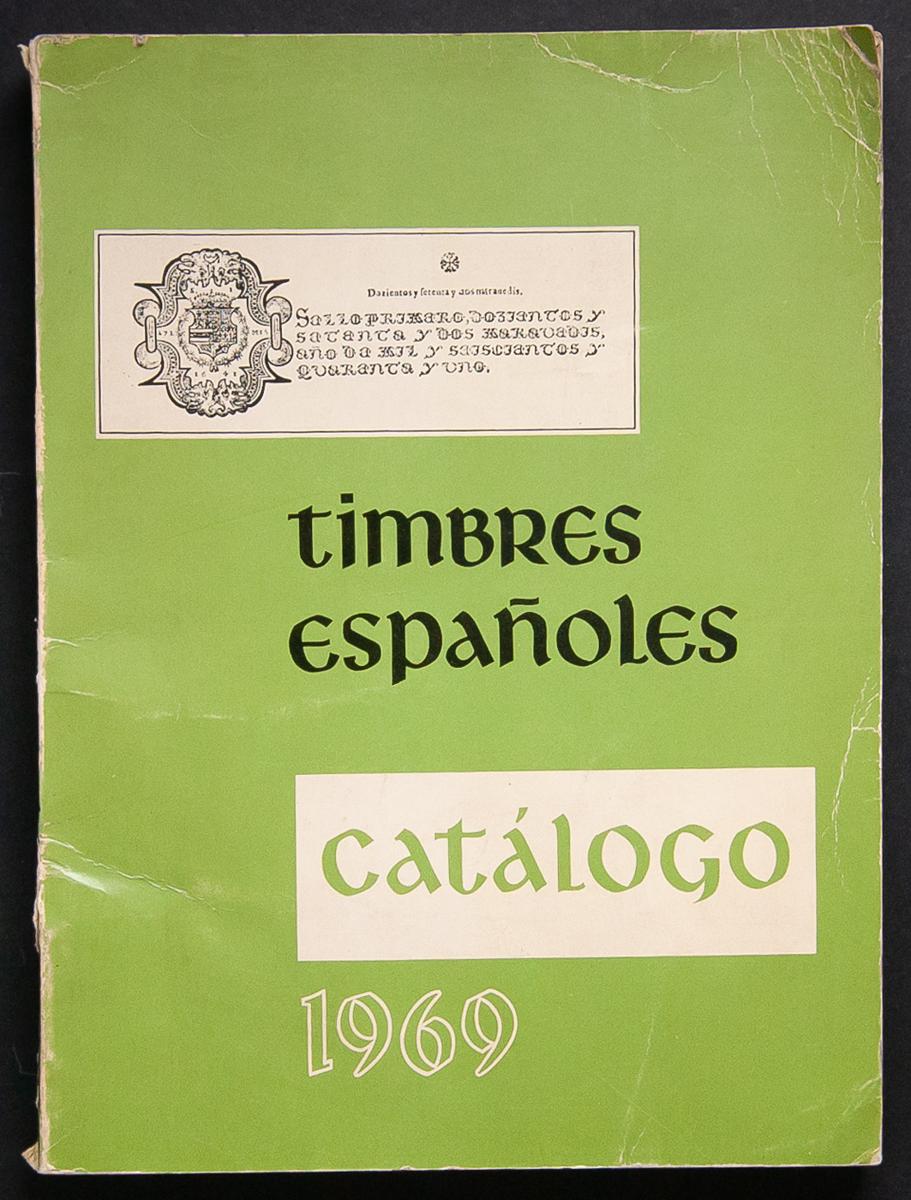 Dozientos y setenta y dos marauedis.
SELLO PRIMERO, DOZIENTOS Y
SETENTA Y DOS MARAVEDIS,
AÑO DE MIL Y SEISCIENTOS Y
QUARENTA Y VNO.
timbres
españoles
catálogo
1969